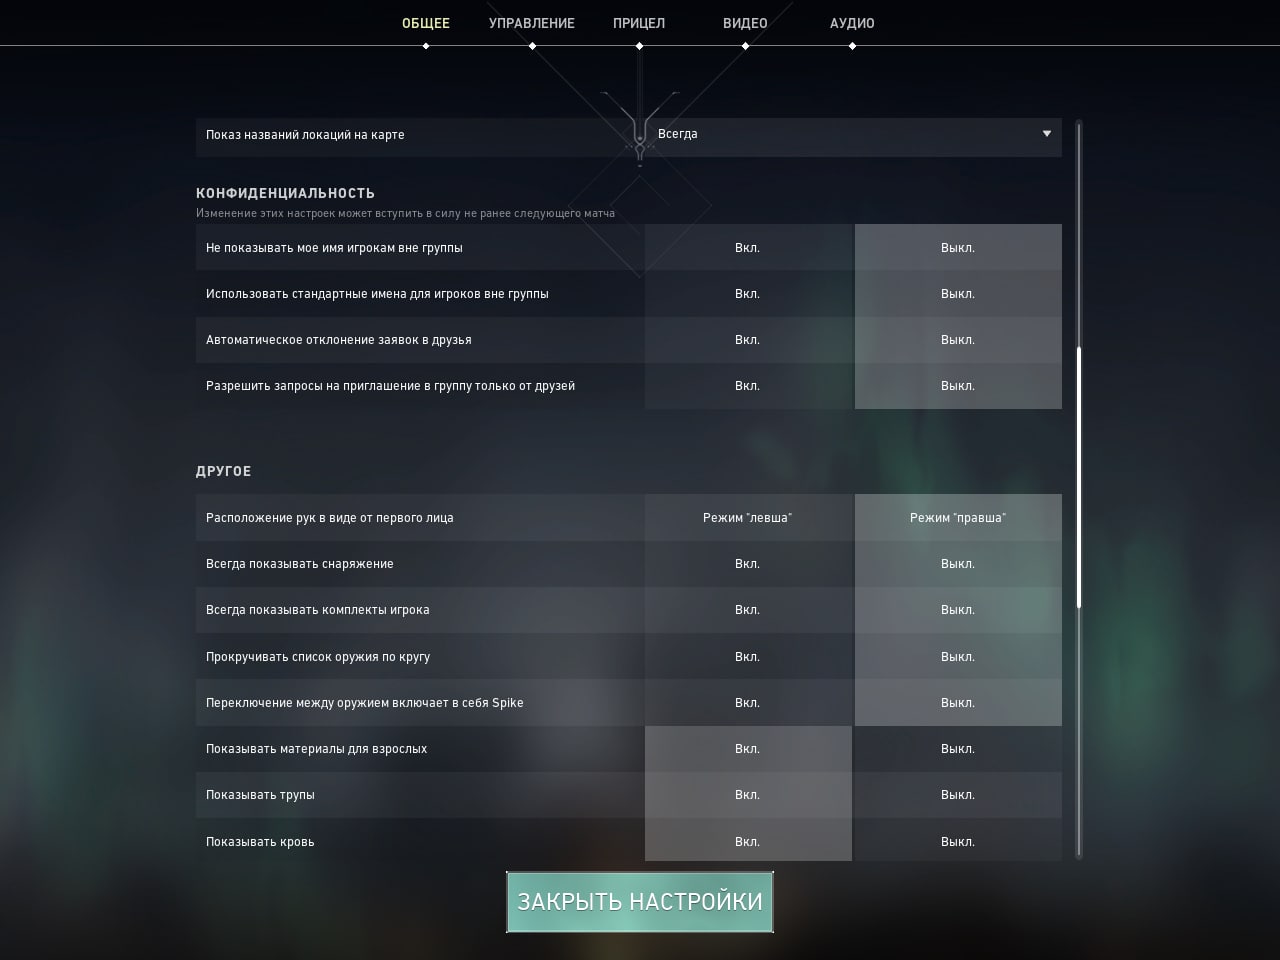 ОБЩЕЕ УПРАВЛЕНИЕ ПРИЦЕЛ ВИДЕО АУДИО
Показ названий локаций на карте Всегда
КОНФИДЕНЦИАЛЬНОСТЬ
Изменение этих настроек может вступить в силу не ранее следующего матча
Не показывать мое имя игрокам вне группы Вкл. Выкл.
Использовать стандартные имена для игроков вне группы Вкл. Выкл.
Автоматическое отклонение заявок в друзья Вкл. Выкл.
Разрешить запросы на приглашение в группу только от друзей Вкл. Выкл.
ДРУГОЕ
Расположение рук в виде от первого лица Режим "левша" Режим "правша"
Всегда показывать снаряжение Вкл. Выкл.
Всегда показывать комплекты игрока Вкл. Выкл.
Прокручивать список оружия по кругу Вкл. Выкл.
Переключение между оружием включает в себя Spike Вкл. Выкл.
Показывать материалы для взрослых Вкл. Выкл.
Показывать трупы Вкл. Выкл.
Показывать кровь Вкл. Выкл.
ЗАКРЫТЬ НАСТРОЙКИ